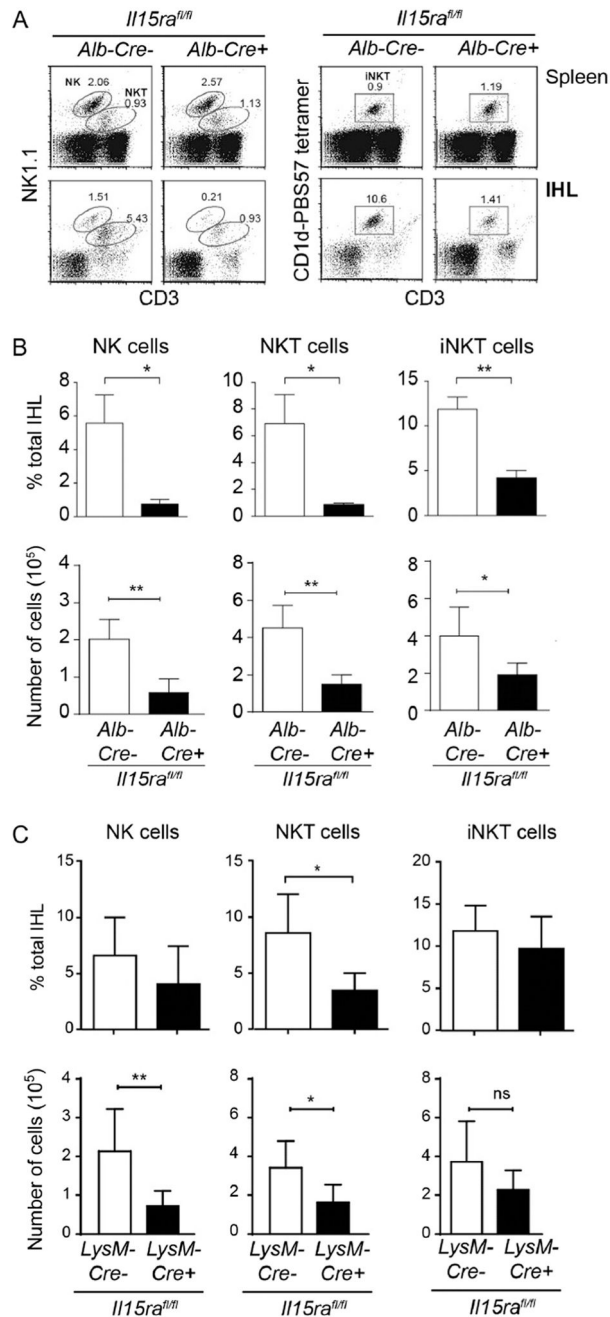 A
Il15ra^fl/fl Il15ra^fl/fl
Alb-Cre- Alb-Cre+ Alb-Cre- Alb-Cre+
NK 2.06 NKT 0.93
2.57 1.13
iNKT 0.9
1.19
Spleen
1.51 5.43
0.21 0.93
10.6
1.41
IHL
NK1.1
CD1d-PBS57 tetramer
CD3 CD3
B
NK cells NKT cells iNKT cells
% total IHL
8 6 4 2 0
*
10 8 6 4 2 0
*
15 10 5 0
**
Number of cells (10^5)
4 3 2 1 0
**
8 6 4 2 0
**
8 6 4 2 0
*
Alb-Cre- Alb-Cre+ Alb-Cre- Alb-Cre+ Alb-Cre- Alb-Cre+
Il15ra^fl/fl Il15ra^fl/fl Il15ra^fl/fl
C
NK cells NKT cells iNKT cells
% total IHL
15 10 5 0
15 10 5 0
*
20 15 10 5 0
Number of cells (10^5)
4 3 2 1 0
**
8 6 4 2 0
*
8 6 4 2 0
ns
LysM-Cre- LysM-Cre+ LysM-Cre- LysM-Cre+ LysM-Cre- LysM-Cre+
Il15ra^fl/fl Il15ra^fl/fl Il15ra^fl/fl